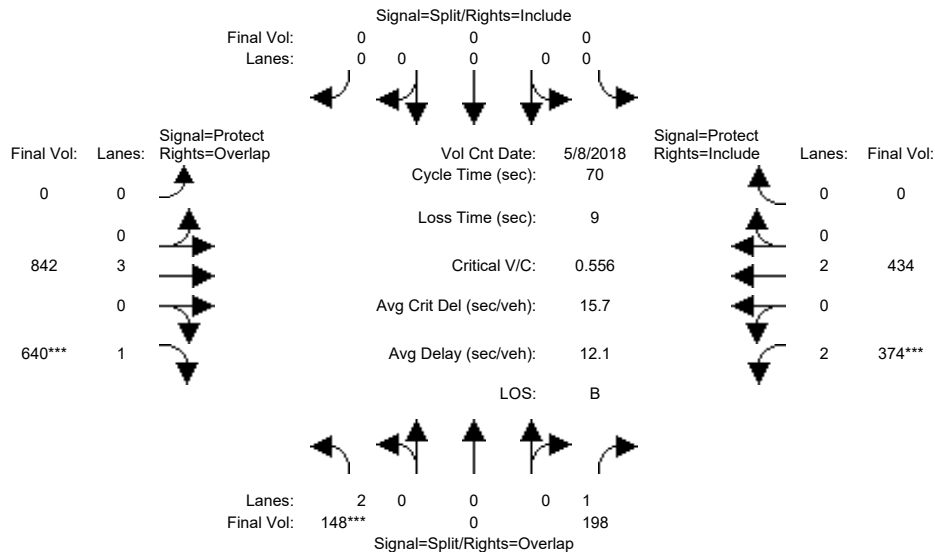 Signal=Split/Rights=Include
Final Vol: 0 0 0
Lanes: 0 0 0 0 0
Signal=Protect Signal=Protect
Final Vol: Lanes: Rights=Overlap Vol Cnt Date: 5/8/2018 Rights=Include Lanes: Final Vol:
Cycle Time (sec): 70
0 0 0 0
Loss Time (sec): 9
0 0
842 3 Critical V/C: 0.556 2 434
0 Avg Crit Del (sec/veh): 15.7 0
640*** 1 Avg Delay (sec/veh): 12.1 2 374***
LOS: B
Lanes: 2 0 0 0 1
Final Vol: 148*** 0 198
Signal=Split/Rights=Overlap